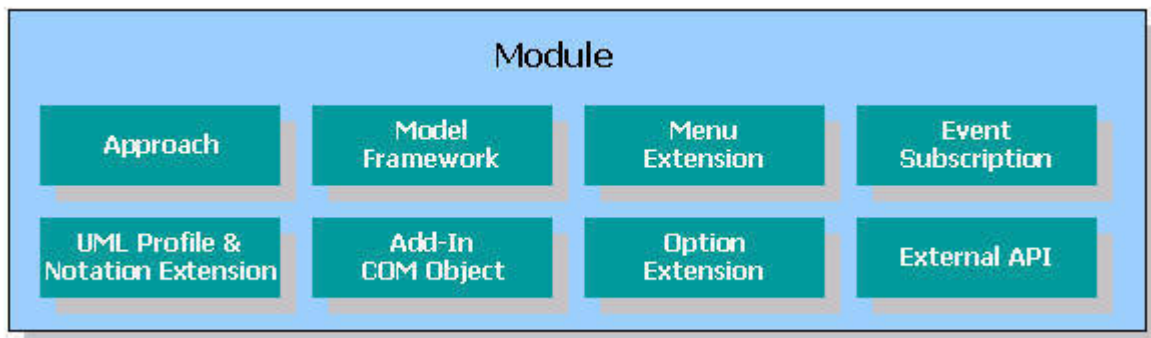 Module
Approach
Model
Framework
Menu
Extension
Event
Subscription
UML Profile &
Notation Extension
Add-In
COM Object
Option
Extension
External API